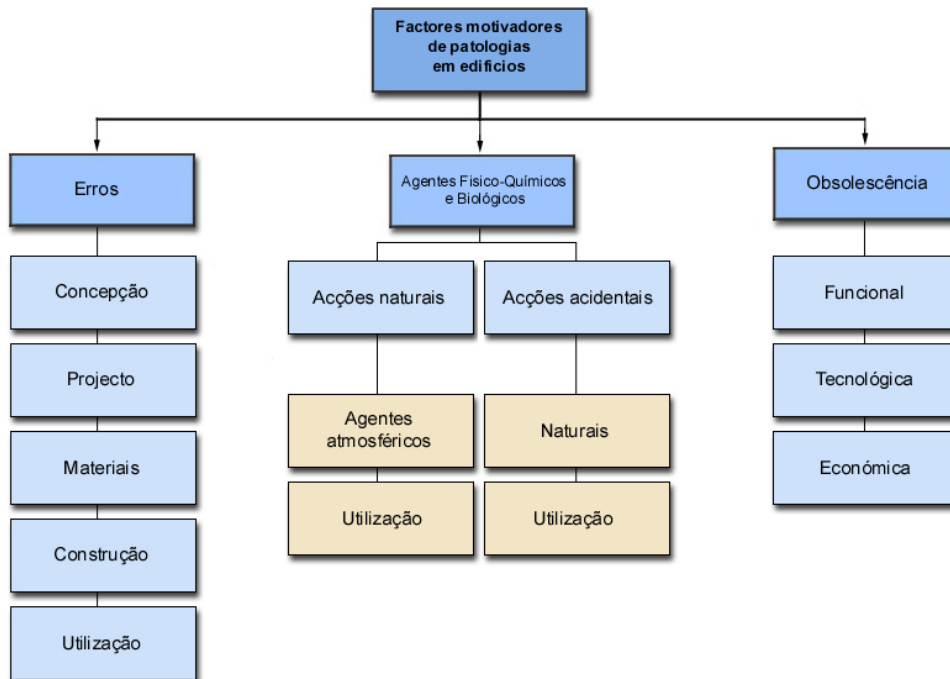 Factores motivadores
de patologias
em edifícios
Erros
Agentes Fisico-Químicos
e Biológicos
Obsolescência
Concepção
Projecto
Materiais
Construção
Utilização
Acções naturais
Agentes
atmosféricos
Utilização
Acções acidentais
Naturais
Utilização
Funcional
Tecnológica
Económica